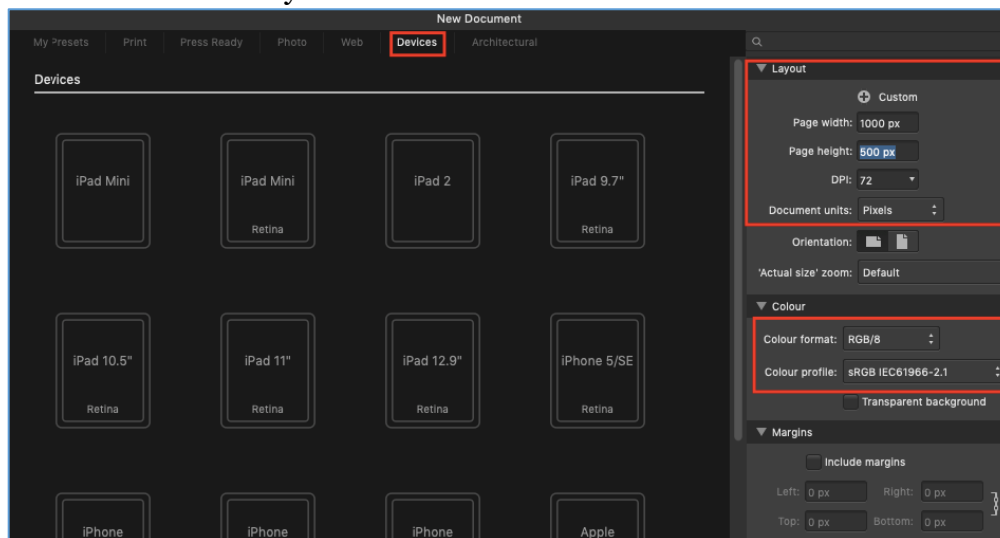 New Document
My Presets Print Press Ready Photo Web Devices Architectural
Devices
iPad Mini
iPad Mini
Retina
iPad 2
iPad 9.7"
Retina
iPad 10.5"
Retina
iPad 11"
Retina
iPad 12.9"
Retina
iPhone 5/SE
Retina
iPhone
iPhone
iPhone
Apple
Layout
Custom
Page width: 1000 px
Page height: 500 px
DPI: 72
Document units: Pixels
Orientation:
'Actual size' zoom: Default
Colour
Colour format: RGB/8
Colour profile: sRGB IEC61966-2.1
Transparent background
Margins
Include margins
Left: 0 px Right: 0 px
Top: 0 px Bottom: 0 px